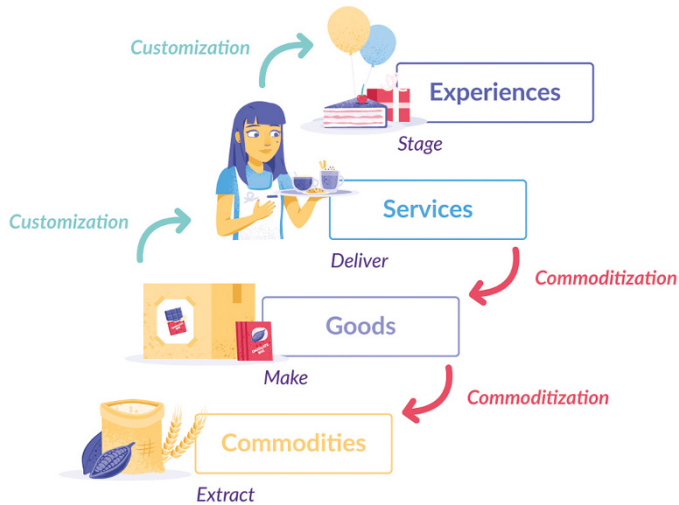 Customization
Experiences
Stage
Customization
Services
Deliver
Commoditization
Goods
Make
Commoditization
Commodities
Extract